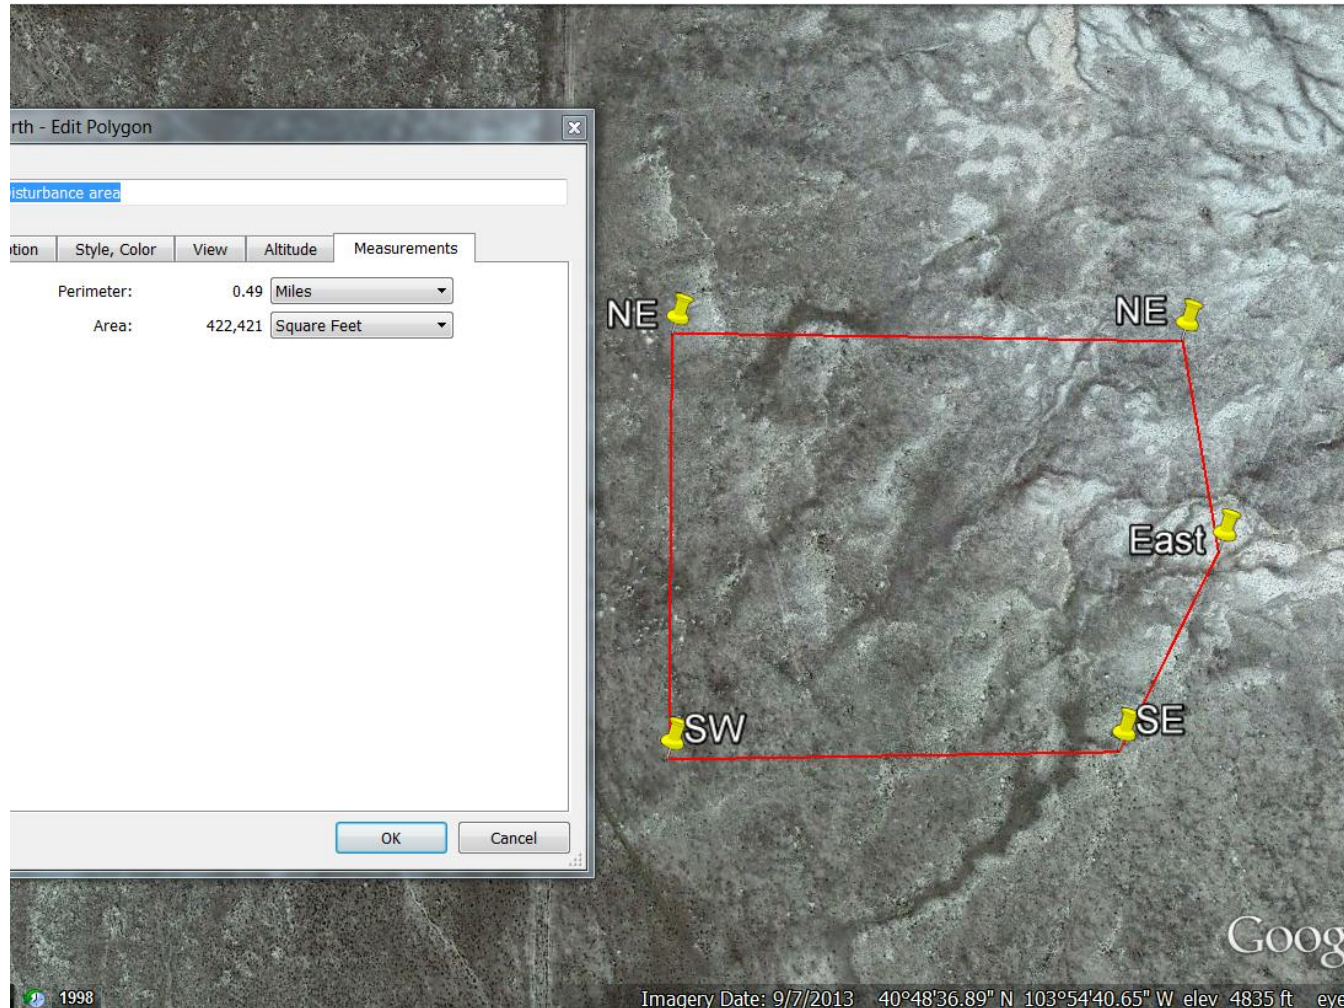 rth - Edit Polygon
isturbance area
ption Style, Color View Altitude Measurements
Perimeter: 0.49 Miles
Area: 422,421 Square Feet
OK Cancel
NE NE
East
SW SE
Goog
1998 Imagery Date: 9/7/2013 40°48'36.89" N 103°54'40.65" W elev 4835 ft eye